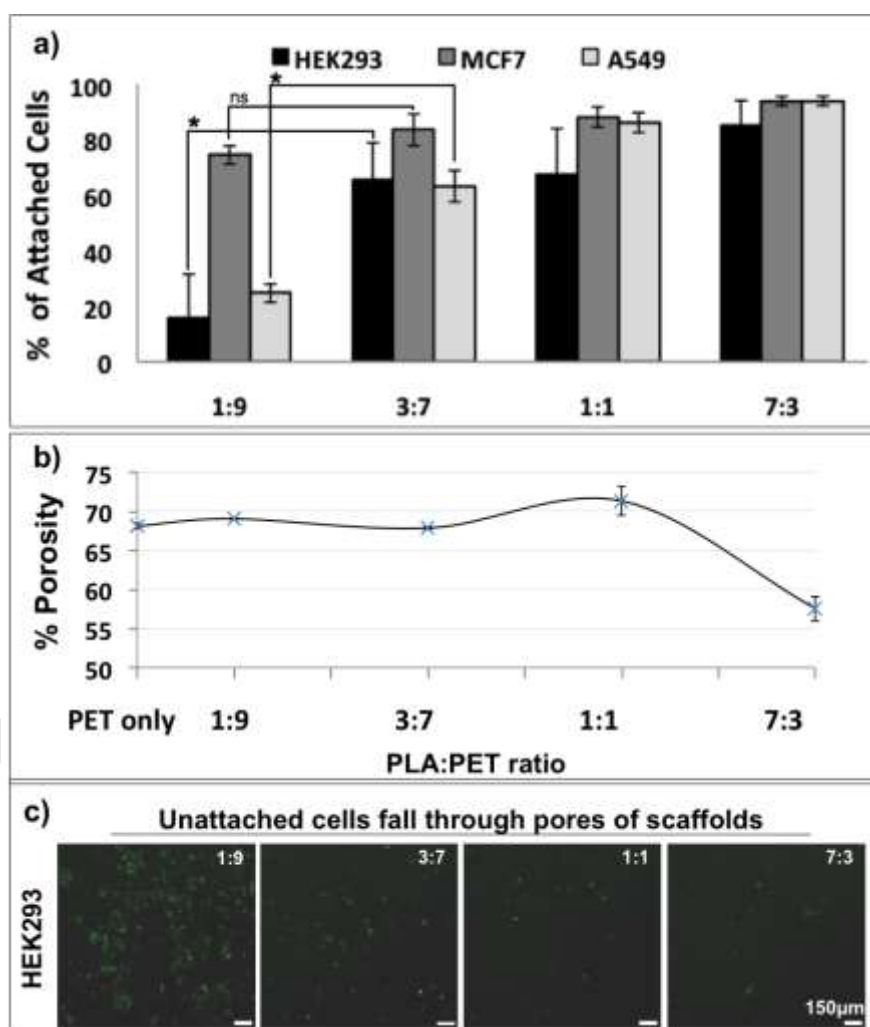 a)
HEK293 MCF7 A549
% of Attached Cells
100
80
60
40
20
0
* ns *
1:9 3:7 1:1 7:3
b)
% Porosity
75
70
65
60
55
50
PET only 1:9 3:7 1:1 7:3
PLA:PET ratio
c)
Unattached cells fall through pores of scaffolds
HEK293
1:9 3:7 1:1 7:3
150µm